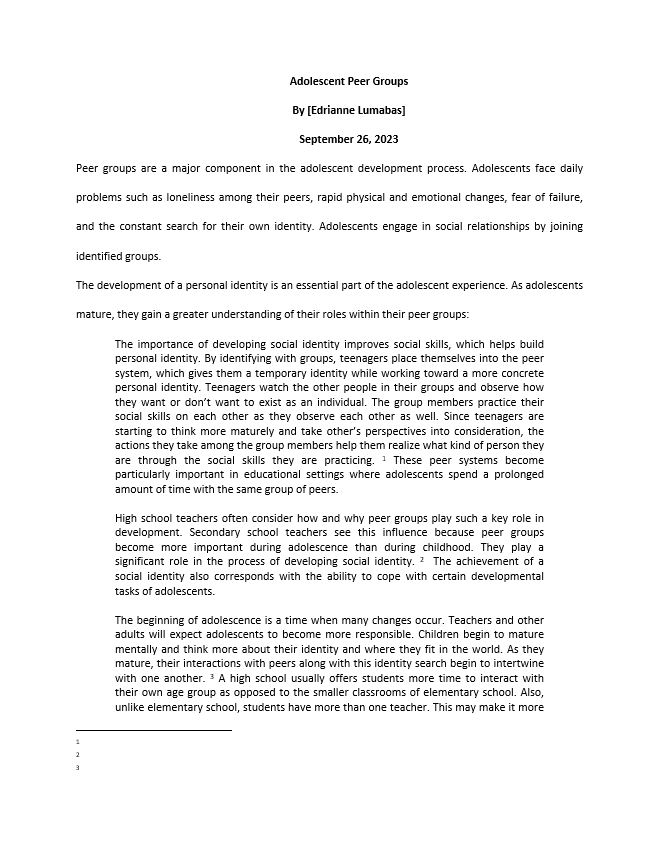 Adolescent Peer Groups
By [Edrianne Lumabas]
September 26, 2023
Peer groups are a major component in the adolescent development process. Adolescents face daily
problems such as loneliness among their peers, rapid physical and emotional changes, fear of failure,
and the constant search for their own identity. Adolescents engage in social relationships by joining
identified groups.
The development of a personal identity is an essential part of the adolescent experience. As adolescents
mature, they gain a greater understanding of their roles within their peer groups:
The importance of developing social identity improves social skills, which helps build
personal identity. By identifying with groups, teenagers place themselves into the peer
system, which gives them a temporary identity while working toward a more concrete
personal identity. Teenagers watch the other people in their groups and observe how
they want or don't want to exist as an individual. The group members practice their
social skills on each other as they observe each other as well. Since teenagers are
starting to think more maturely and take other's perspectives into consideration, the
actions they take among the group members help them realize what kind of person they
are through the social skills they are practicing. ¹ These peer systems become
particularly important in educational settings where adolescents spend a prolonged
amount of time with the same group of peers.
High school teachers often consider how and why peer groups play such a key role in
development. Secondary school teachers see this influence because peer groups
become more important during adolescence than during childhood. They play a
significant role in the process of developing social identity. ² The achievement of a
social identity also corresponds with the ability to cope with certain developmental
tasks of adolescents.
The beginning of adolescence is a time when many changes occur. Teachers and other
adults will expect adolescents to become more responsible. Children begin to mature
mentally and think more about their identity and where they fit in the world. As they
mature, their interactions with peers along with this identity search begin to intertwine
with one another. ³ A high school usually offers students more time to interact with
their own age group as opposed to the smaller classrooms of elementary school. Also,
unlike elementary school, students have more than one teacher. This may make it more
1
2
3